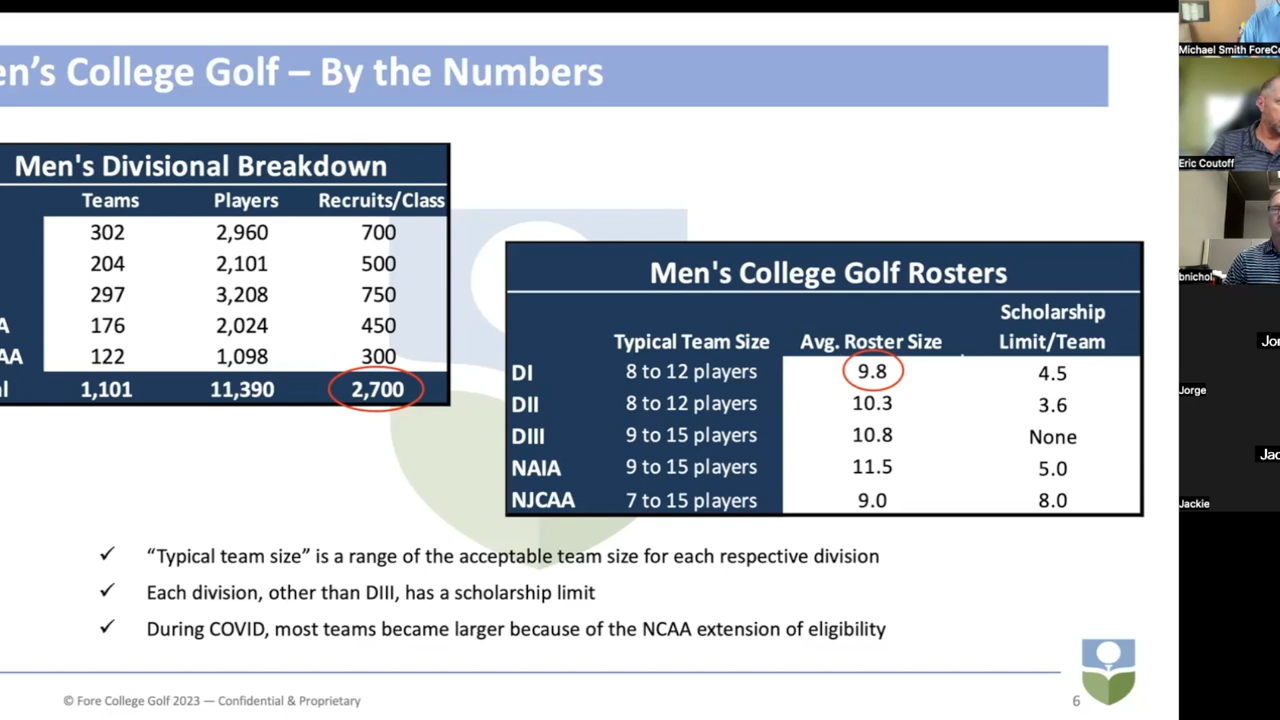 en's College Golf – By the Numbers
Men's Divisional Breakdown
Teams Players Recruits/Class
302 2,960 700
204 2,101 500
297 3,208 750
A 176 2,024 450
AA 122 1,098 300
al 1,101 11,390 2,700
Men's College Golf Rosters
Scholarship
Typical Team Size Avg. Roster Size Limit/Team
DI 8 to 12 players 9.8 4.5
DII 8 to 12 players 10.3 3.6
DIII 9 to 15 players 10.8 None
NAIA 9 to 15 players 11.5 5.0
NJCAA 7 to 15 players 9.0 8.0
✓ “Typical team size” is a range of the acceptable team size for each respective division
✓ Each division, other than DIII, has a scholarship limit
✓ During COVID, most teams became larger because of the NCAA extension of eligibility
© Fore College Golf 2023 — Confidential & Proprietary
6
Michael Smith ForeCo
Eric Coutoff
bnichol
Jor
Jorge
Jac
Jackie